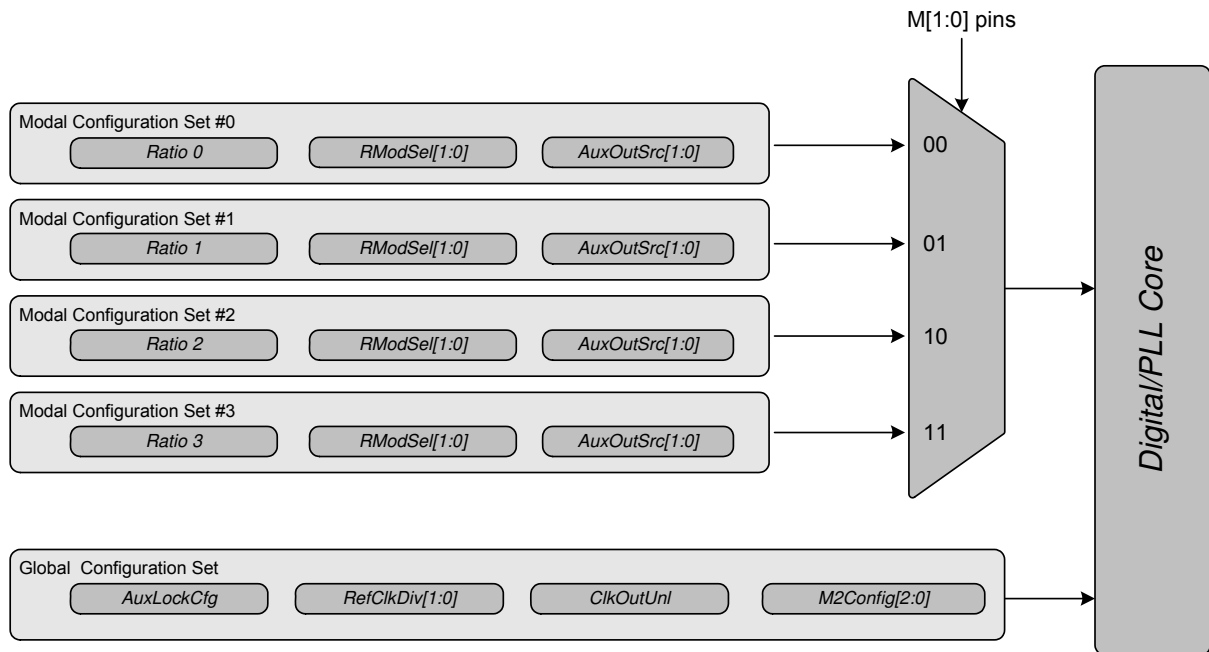 M[1:0] pins
Modal Configuration Set #0
Ratio 0 RModSel[1:0] AuxOutSrc[1:0]
00
Modal Configuration Set #1
Ratio 1 RModSel[1:0] AuxOutSrc[1:0]
01
Modal Configuration Set #2
Ratio 2 RModSel[1:0] AuxOutSrc[1:0]
10
Modal Configuration Set #3
Ratio 3 RModSel[1:0] AuxOutSrc[1:0]
11
Digital/PLL Core
Global Configuration Set
AuxLockCfg RefClkDiv[1:0] ClkOutUnl M2Config[2:0]